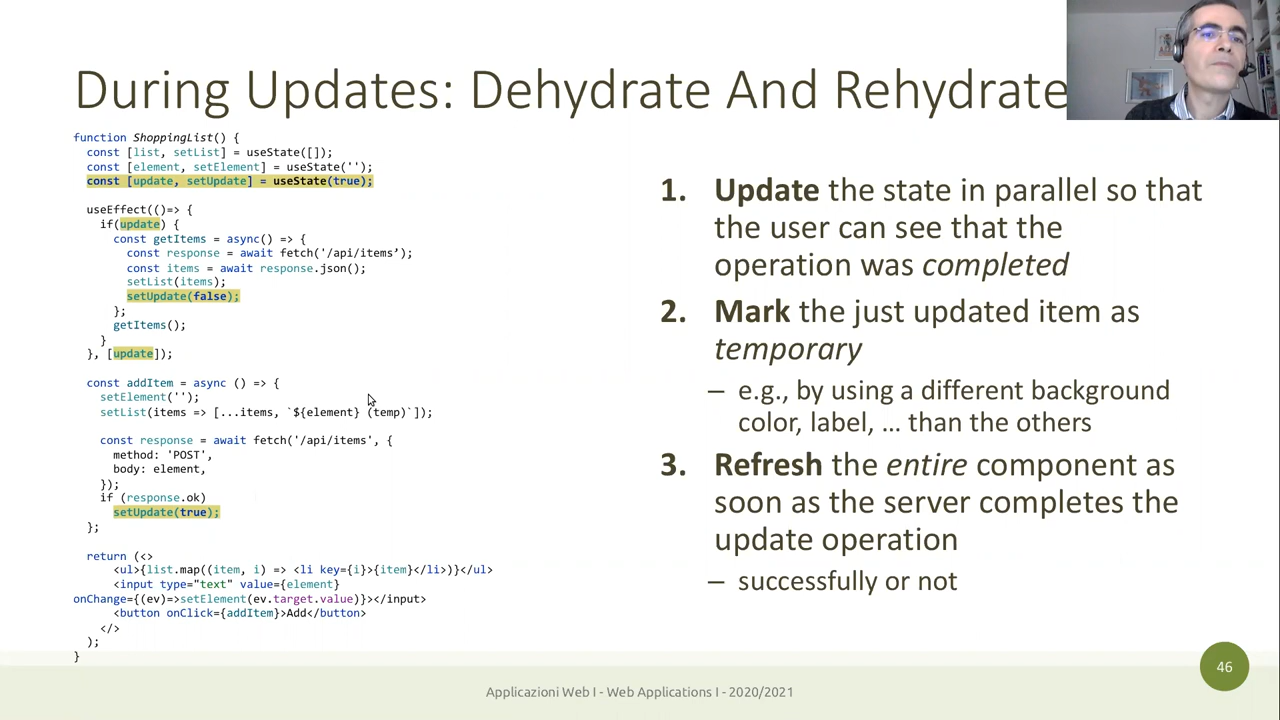 During Updates: Dehydrate And Rehydrate
function ShoppingList() {
const [list, setList] = useState([]);
const [element, setElement] = useState('');
const [update, setUpdate] = useState(true);
useEffect(()=> {
if(update) {
const getItems = async() => {
const response = await fetch('/api/items’);
const items = await response.json();
setList(items);
setUpdate(false);
};
getItems();
}
}, [update]);
const addItem = async () => {
setElement('');
setList(items => [...items, `${element} (temp)`]);
const response = await fetch('/api/items', {
method: 'POST',
body: element,
});
if (response.ok)
setUpdate(true);
};
return (<>
<ul>{list.map((item, i) => <li key={i}>{item}</li>)}</ul>
<input type="text" value={element}
onChange={(ev)=>setElement(ev.target.value)}></input>
<button onClick={addItem}>Add</button>
</>
);
}
1. Update the state in parallel so that
the user can see that the
operation was completed
2. Mark the just updated item as
temporary
– e.g., by using a different background
color, label, … than the others
3. Refresh the entire component as
soon as the server completes the
update operation
– successfully or not
46
Applicazioni Web I - Web Applications I - 2020/2021